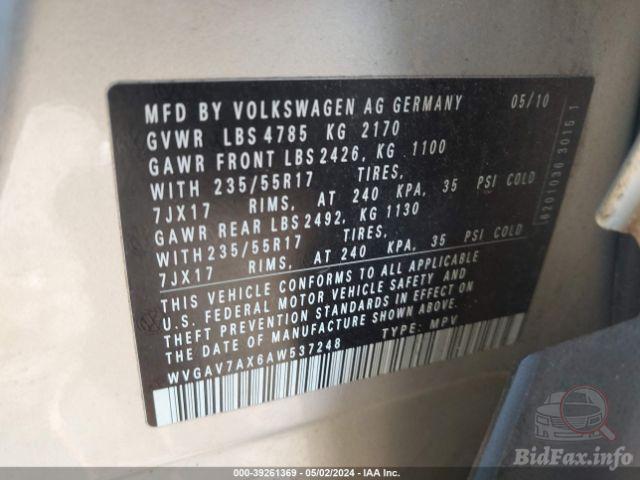 MFD BY VOLKSWAGEN AG GERMANY 05/10
GVWR LBS 4785 KG 2170
GAWR FRONT LBS 2426, KG 1100
WITH 235/55R17 TIRES,
7JX17 RIMS, AT 240 KPA, 35 PSI COLD
GAWR REAR LBS 2492, KG 1130
WITH 235/55R17 TIRES,
7JX17 RIMS, AT 240 KPA, 35 PSI COLD
THIS VEHICLE CONFORMS TO ALL APPLICABLE
U.S. FEDERAL MOTOR VEHICLE SAFETY AND
THEFT PREVENTION STANDARDS IN EFFECT ON
THE DATE OF MANUFACTURE SHOWN ABOVE.
WVGAV7AX6AW537248 TYPE: MPV
6201036 3015 1
000-39261369 - 05/02/2024 - IAA Inc.
BidFax.info